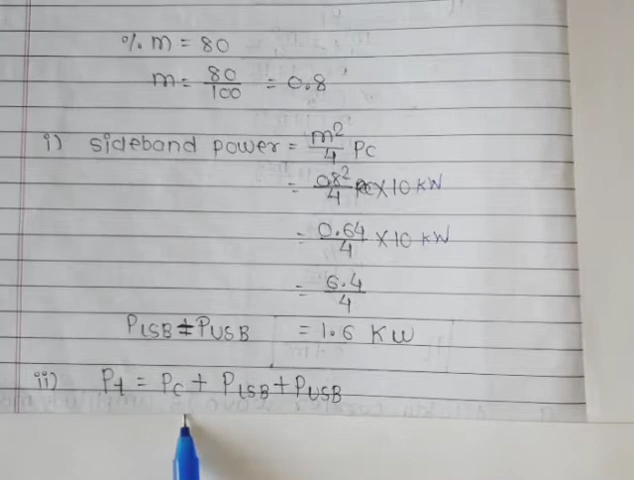 % m = 80
m = 80/100 = 0.8
i) sideband power = m²/4 Pc
= 0.8²/4 × 10 KW
= 0.64/4 × 10 KW
= 6.4/4
PLSB = PUSB = 1.6 KW
ii) Pt = Pc + PLSB + PUSB